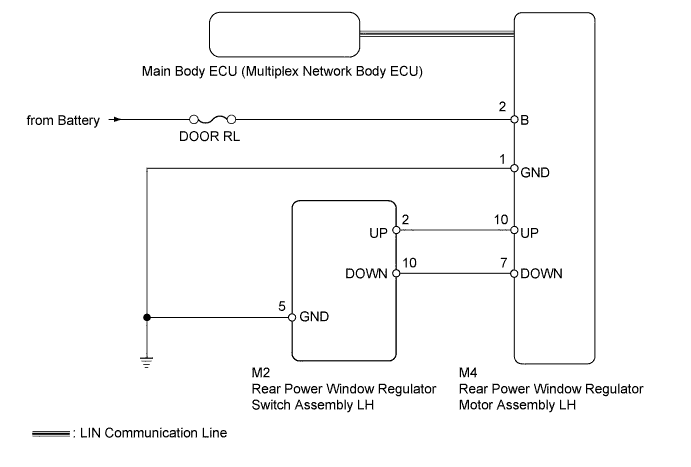 Main Body ECU (Multiplex Network Body ECU)
2
from Battery
B
DOOR RL
1
GND
2
10
UP
UP
10
7
DOWN
DOWN
5
GND
M2
Rear Power Window Regulator
Switch Assembly LH
M4
Rear Power Window Regulator
Motor Assembly LH
: LIN Communication Line